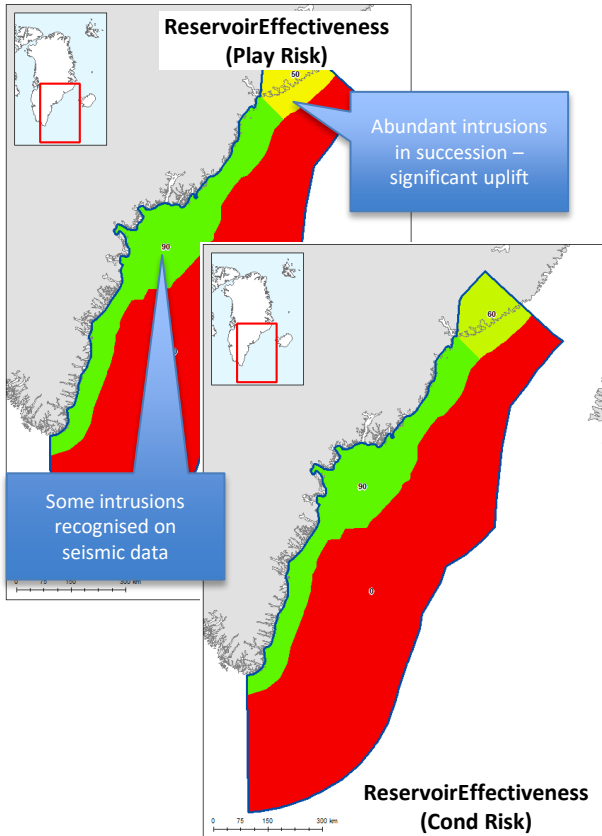 ReservoirEffectiveness
(Play Risk)
50
Abundant intrusions
in succession –
significant uplift
90
60
90
Some intrusions
recognised on
seismic data
0
0 75 150 300 km
ReservoirEffectiveness
(Cond Risk)
0 75 150 300 km